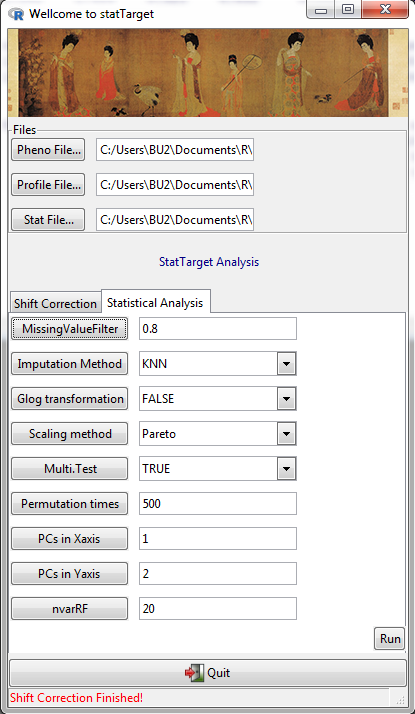 Wellcome to statTarget
Files
Pheno File... C:/Users\BU2\Documents\R\
Profile File... C:/Users\BU2\Documents\R\
Stat File... C:/Users\BU2\Documents\R\
StatTarget Analysis
Shift Correction Statistical Analysis
MissingValueFilter 0.8
Imputation Method KNN
Glog transformation FALSE
Scaling method Pareto
Multi.Test TRUE
Permutation times 500
PCs in Xaxis 1
PCs in Yaxis 2
nvarRF 20
Run
Quit
Shift Correction Finished!